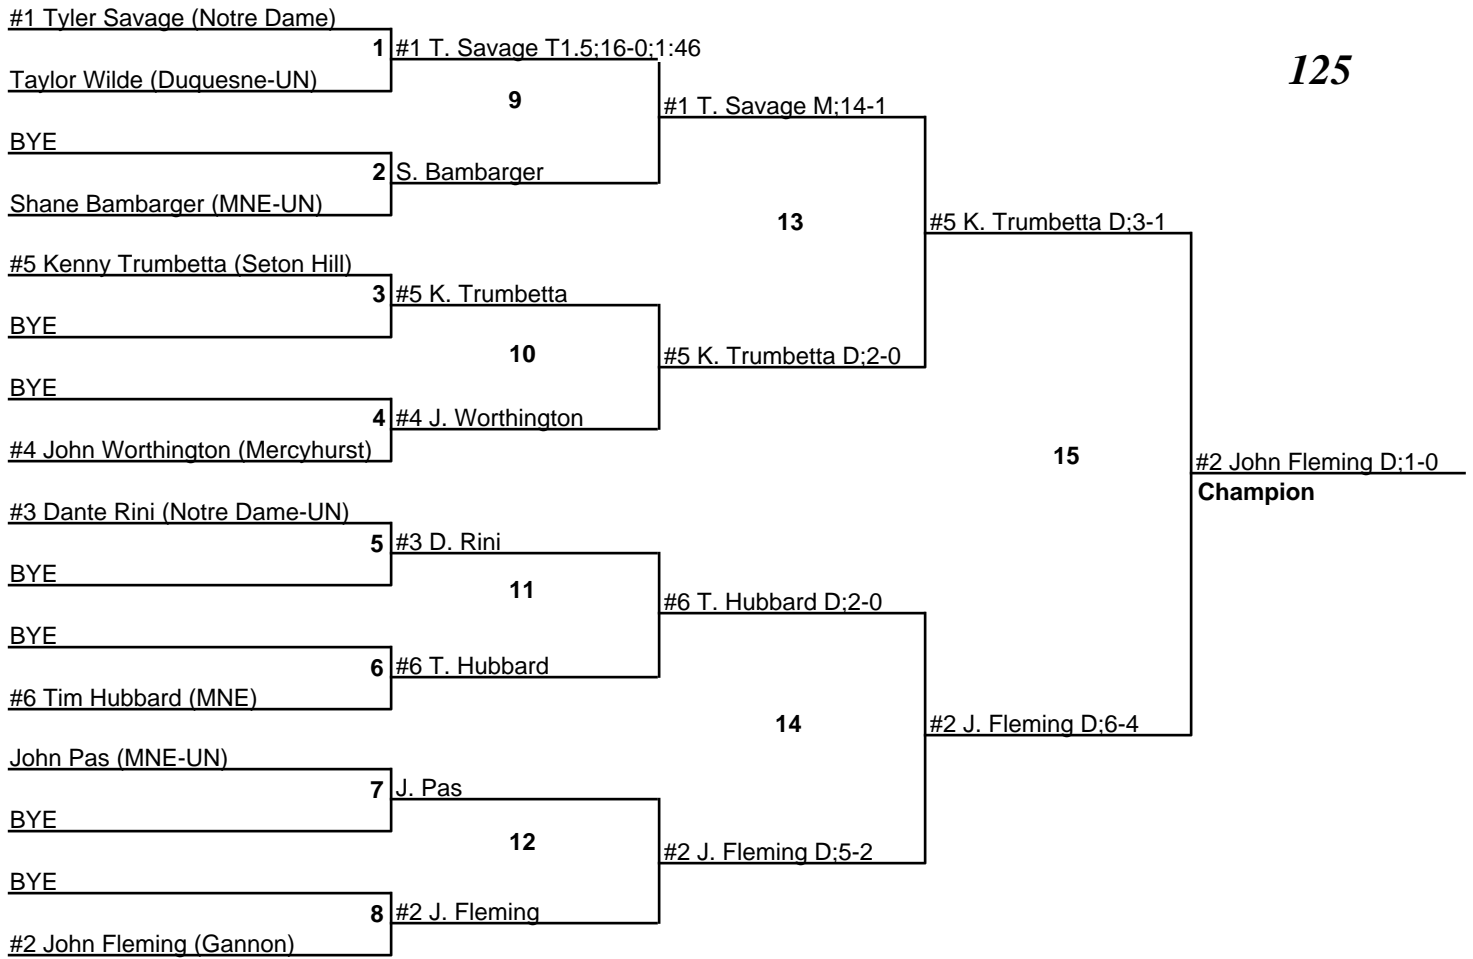 #1 Tyler Savage (Notre Dame)
1 #1 T. Savage T1.5;16-0;1:46
125
Taylor Wilde (Duquesne-UN)
9
#1 T. Savage M;14-1
BYE
2 S. Bambarger
Shane Bambarger (MNE-UN)
13
#5 K. Trumbetta D;3-1
#5 Kenny Trumbetta (Seton Hill)
3 #5 K. Trumbetta
BYE
10
#5 K. Trumbetta D;2-0
BYE
4 #4 J. Worthington
#4 John Worthington (Mercyhurst)
15
#2 John Fleming D;1-0
Champion
#3 Dante Rini (Notre Dame-UN)
5 #3 D. Rini
BYE
11
#6 T. Hubbard D;2-0
BYE
6 #6 T. Hubbard
#6 Tim Hubbard (MNE)
14
#2 J. Fleming D;6-4
John Pas (MNE-UN)
7 J. Pas
BYE
12
#2 J. Fleming D;5-2
BYE
8 #2 J. Fleming
#2 John Fleming (Gannon)